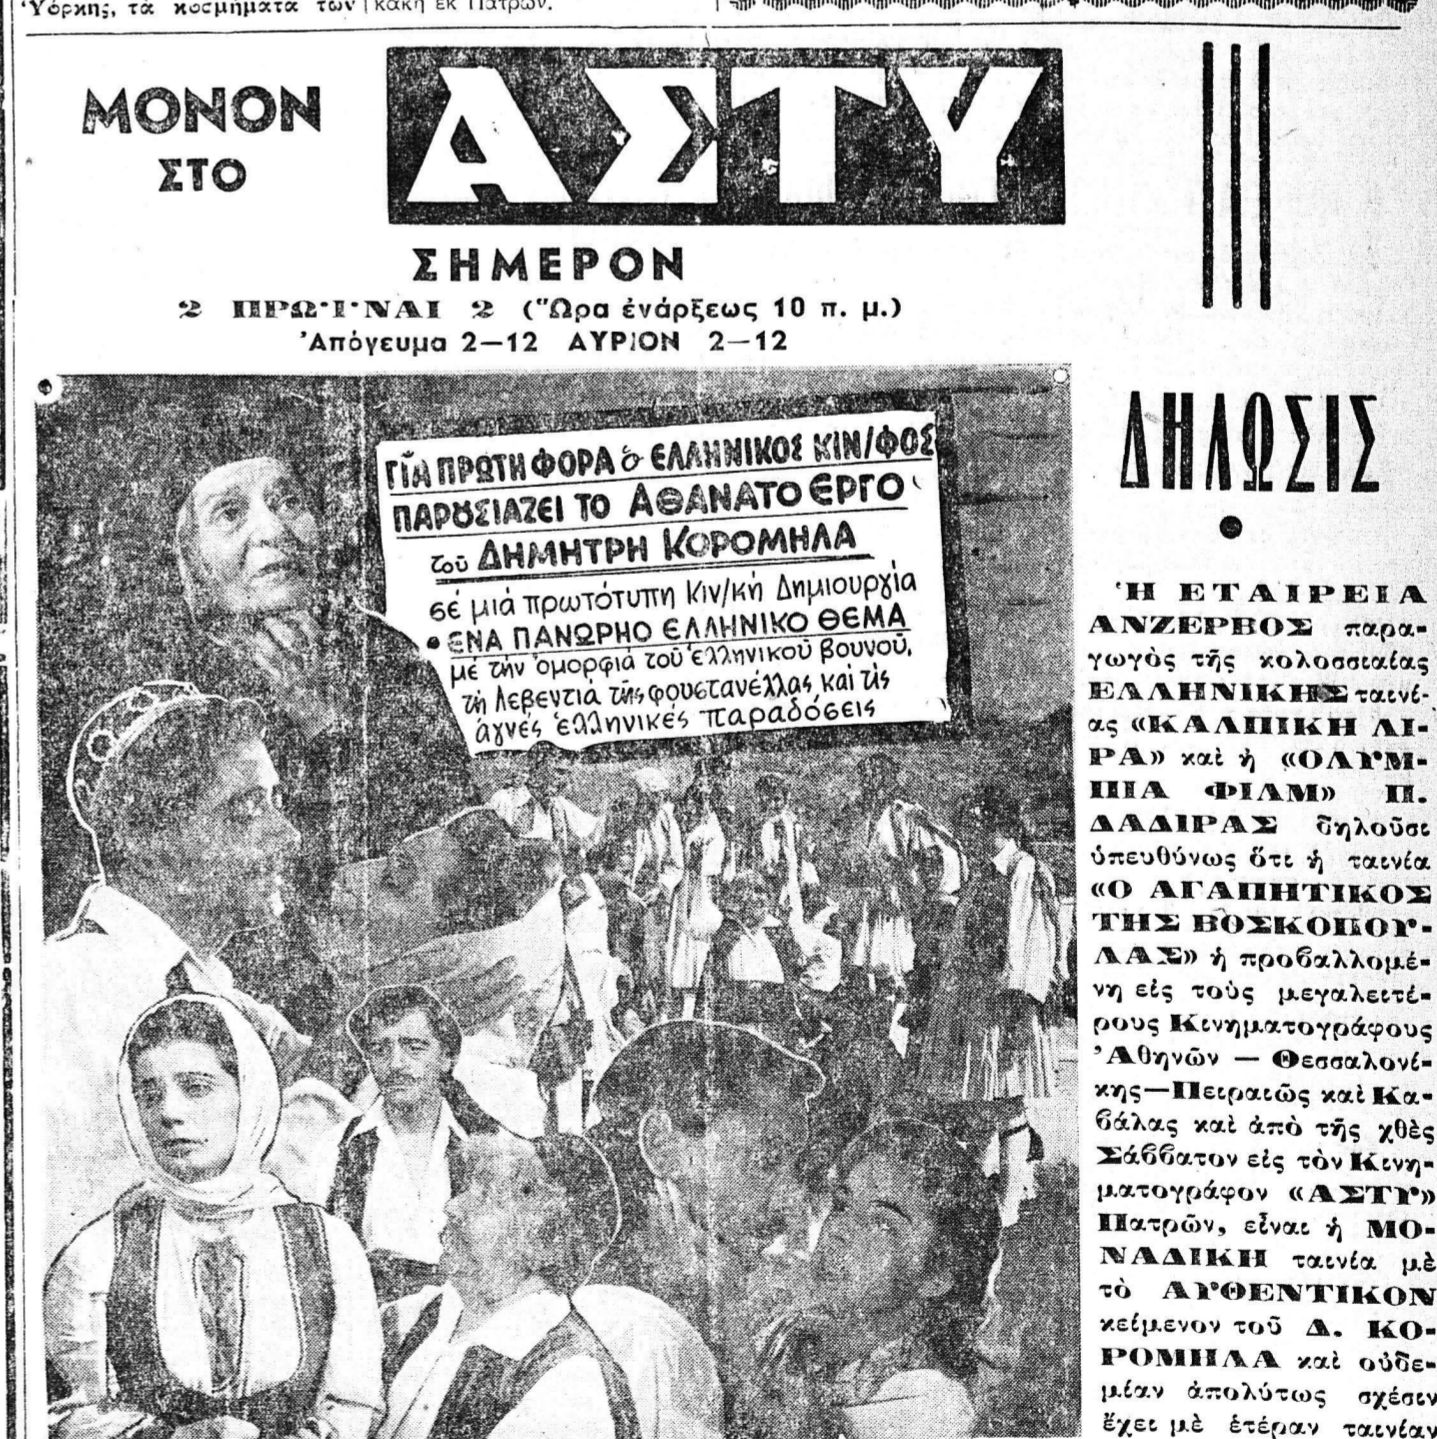 Ὑόρκης, τὰ κοσμήματα των
κάκη ἐκ Πατρῶν.
ΜΟΝΟΝ
ΣΤΟ
ΑΣΤΥ
ΣΗΜΕΡΟΝ
2 ΠΡΩ·Ι·ΝΑΙ 2 (Ὥρα ἐνάρξεως 10 π. μ.)
Ἀπόγευμα 2—12 ΑΥΡΙΟΝ 2—12
ΓΙΑ ΠΡΩΤΗ ΦΟΡΑ ὁ ΕΛΛΗΝΙΚΟΣ ΚΙΝ/ΦΟΣ
ΠΑΡΟΥΣΙΑΖΕΙ ΤΟ ΑΘΑΝΑΤΟ ΕΡΓΟ
τοῦ ΔΗΜΗΤΡΗ ΚΟΡΟΜΗΛΑ
σέ μιά πρωτότυπη Κιν/κή Δημιουργία
• ΕΝΑ ΠΑΝΩΡΗΟ ΕΛΛΗΝΙΚΟ ΘΕΜΑ
μέ τήν ὀμορφιά τοῦ ἑλληνικοῦ βουνοῦ,
τή λεβεντιά τῆς φουστανέλλας καί τίς
ἁγνές ἑλληνικές παραδόσεις
ΔΗΛΩΣΙΣ
Ἡ ΕΤΑΙΡΕΙΑ
ΑΝΖΕΡΒΟΣ παρα-
γωγὸς τῆς κολοσσιαίας
ΕΛΛΗΝΙΚΗΣ ταινί-
ας «ΚΑΛΠΙΚΗ ΛΙ-
ΡΑ» καὶ ἡ «ΟΛΥΜ-
ΠΙΑ ΦΙΛΜ» Π.
ΔΑΔΙΡΑΣ δηλοῦσι
ὑπευθύνως ὅτι ἡ ταινία
«Ο ΑΓΑΠΗΤΙΚΟΣ
ΤΗΣ ΒΟΣΚΟΠΟΥ-
ΛΑΣ» ἡ προβαλλομέ-
νη εἰς τοὺς μεγαλειτέ-
ρους Κινηματογράφους
Ἀθηνῶν — Θεσσαλονί-
κης—Πειραιῶς καὶ Κα-
βάλας καὶ ἀπὸ τῆς χθὲς
Σάββατον εἰς τὸν Κινη-
ματογράφον «ΑΣΤΥ»
Πατρῶν, εἶναι ἡ ΜΟ-
ΝΑΔΙΚΗ ταινία μὲ
τὸ ΑΥΘΕΝΤΙΚΟΝ
κείμενον τοῦ Δ. ΚΟ-
ΡΟΜΗΛΑ καὶ οὐδε-
μίαν ἀπολύτως σχέσιν
ἔχει μὲ ἑτέραν ταινίαν